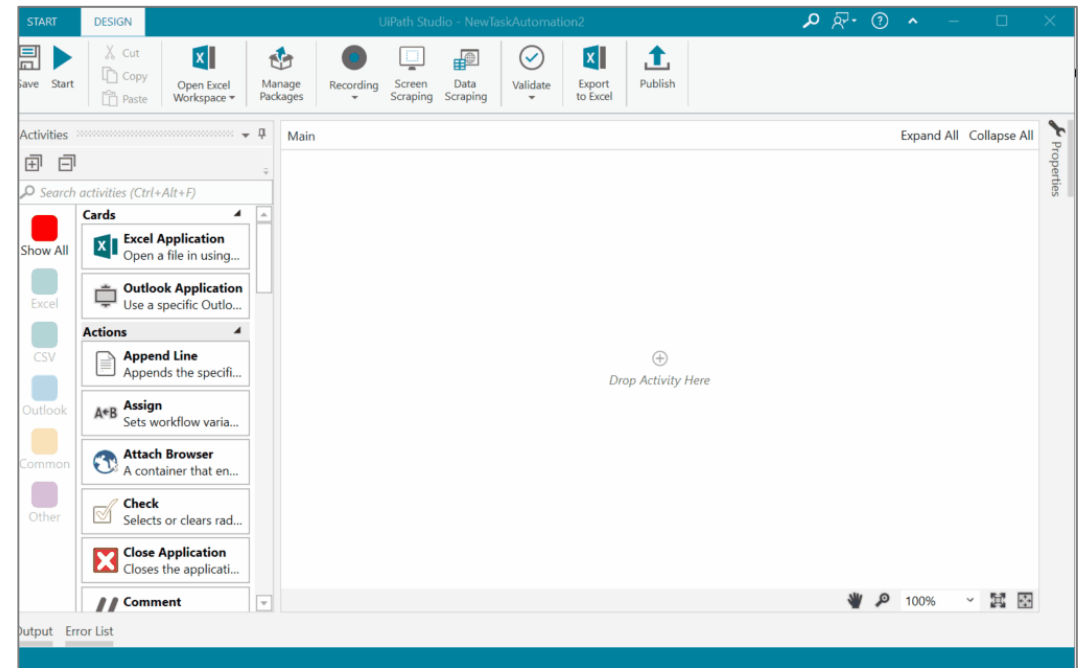 START DESIGN UiPath Studio - NewTaskAutomation2
Save Start
Cut
Copy
Paste
Open Excel
Workspace
Manage
Packages
Recording
Screen
Scraping
Data
Scraping
Validate
Export
to Excel
Publish
Activities
Search activities (Ctrl+Alt+F)
Show All
Excel
CSV
Outlook
Common
Other
Cards
Excel Application
Open a file in using...
Outlook Application
Use a specific Outlo...
Actions
Append Line
Appends the specifi...
A+B Assign
Sets workflow varia...
Attach Browser
A container that en...
Check
Selects or clears rad...
Close Application
Closes the applicati...
Comment
Main Expand All Collapse All
Drop Activity Here
100%
Properties
Output Error List